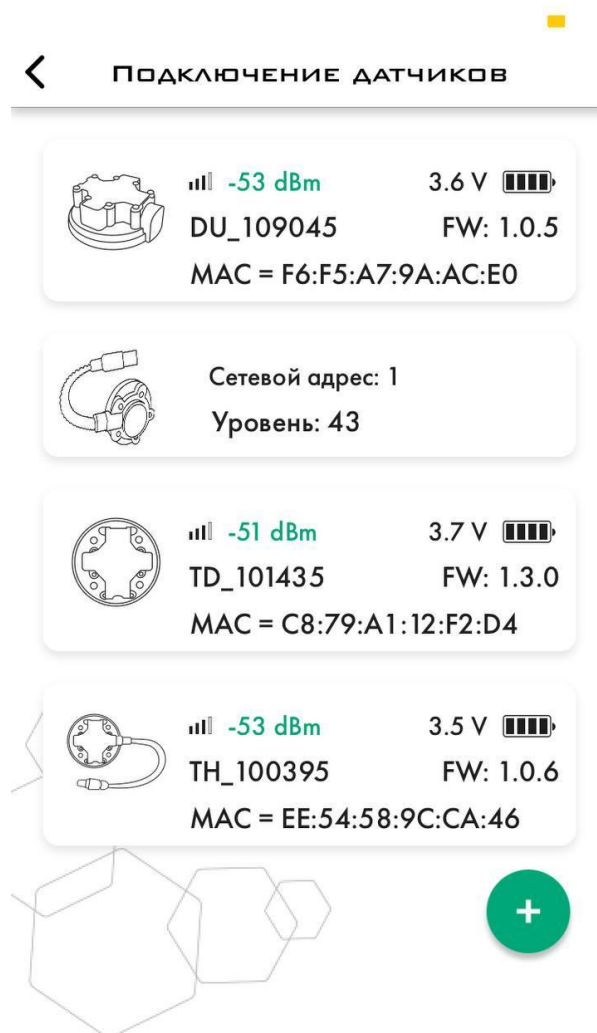 Подключение датчиков
-53 dBm 3.6 V
DU_109045 FW: 1.0.5
MAC = F6:F5:A7:9A:AC:E0
Сетевой адрес: 1
Уровень: 43
-51 dBm 3.7 V
TD_101435 FW: 1.3.0
MAC = C8:79:A1:12:F2:D4
-53 dBm 3.5 V
TH_100395 FW: 1.0.6
MAC = EE:54:58:9C:CA:46
+